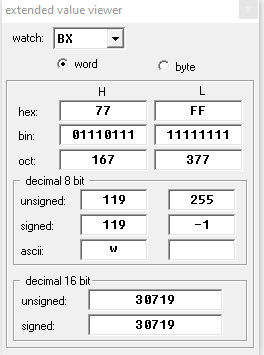 extended value viewer
watch: BX
word byte
H L
hex: 77 FF
bin: 01110111 11111111
oct: 167 377
decimal 8 bit
unsigned: 119 255
signed: 119 -1
ascii: w
decimal 16 bit
unsigned: 30719
signed: 30719